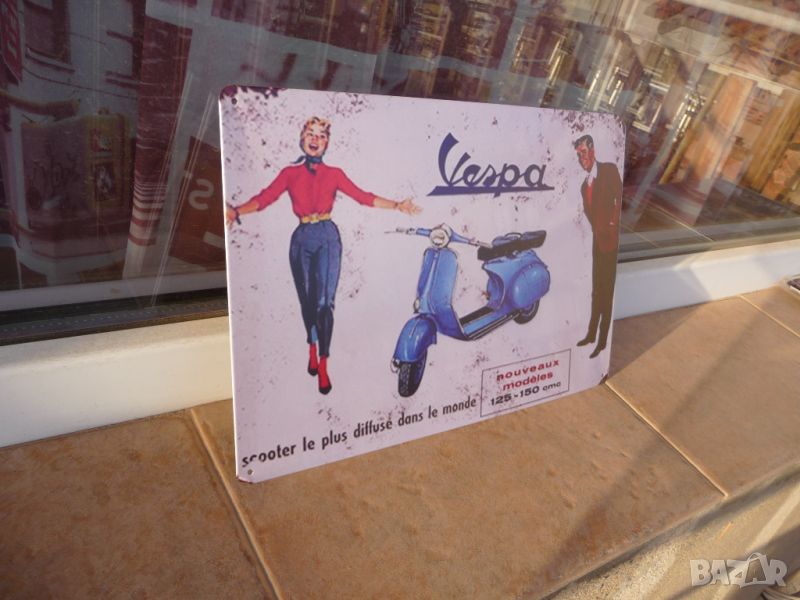 Vespa
nouveaux
modèles
125-150 cmc
scooter le plus diffusé dans le monde
BAZAR